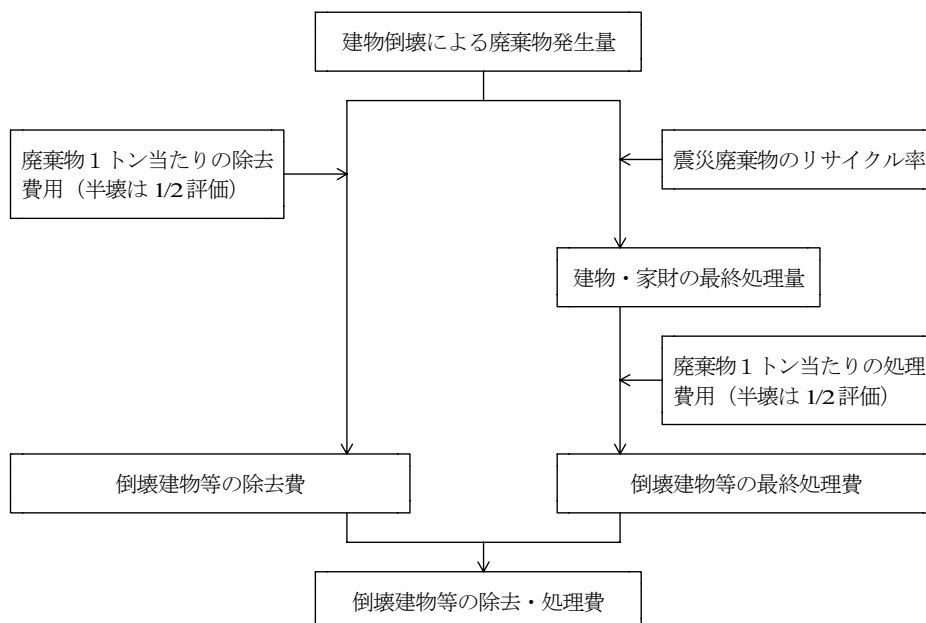 建物倒壊による廃棄物発生量
廃棄物１トン当たりの除去
費用（半壊は 1/2 評価）
震災廃棄物のリサイクル率
建物・家財の最終処理量
廃棄物１トン当たりの処理
費用（半壊は 1/2 評価）
倒壊建物等の除去費
倒壊建物等の最終処理費
倒壊建物等の除去・処理費